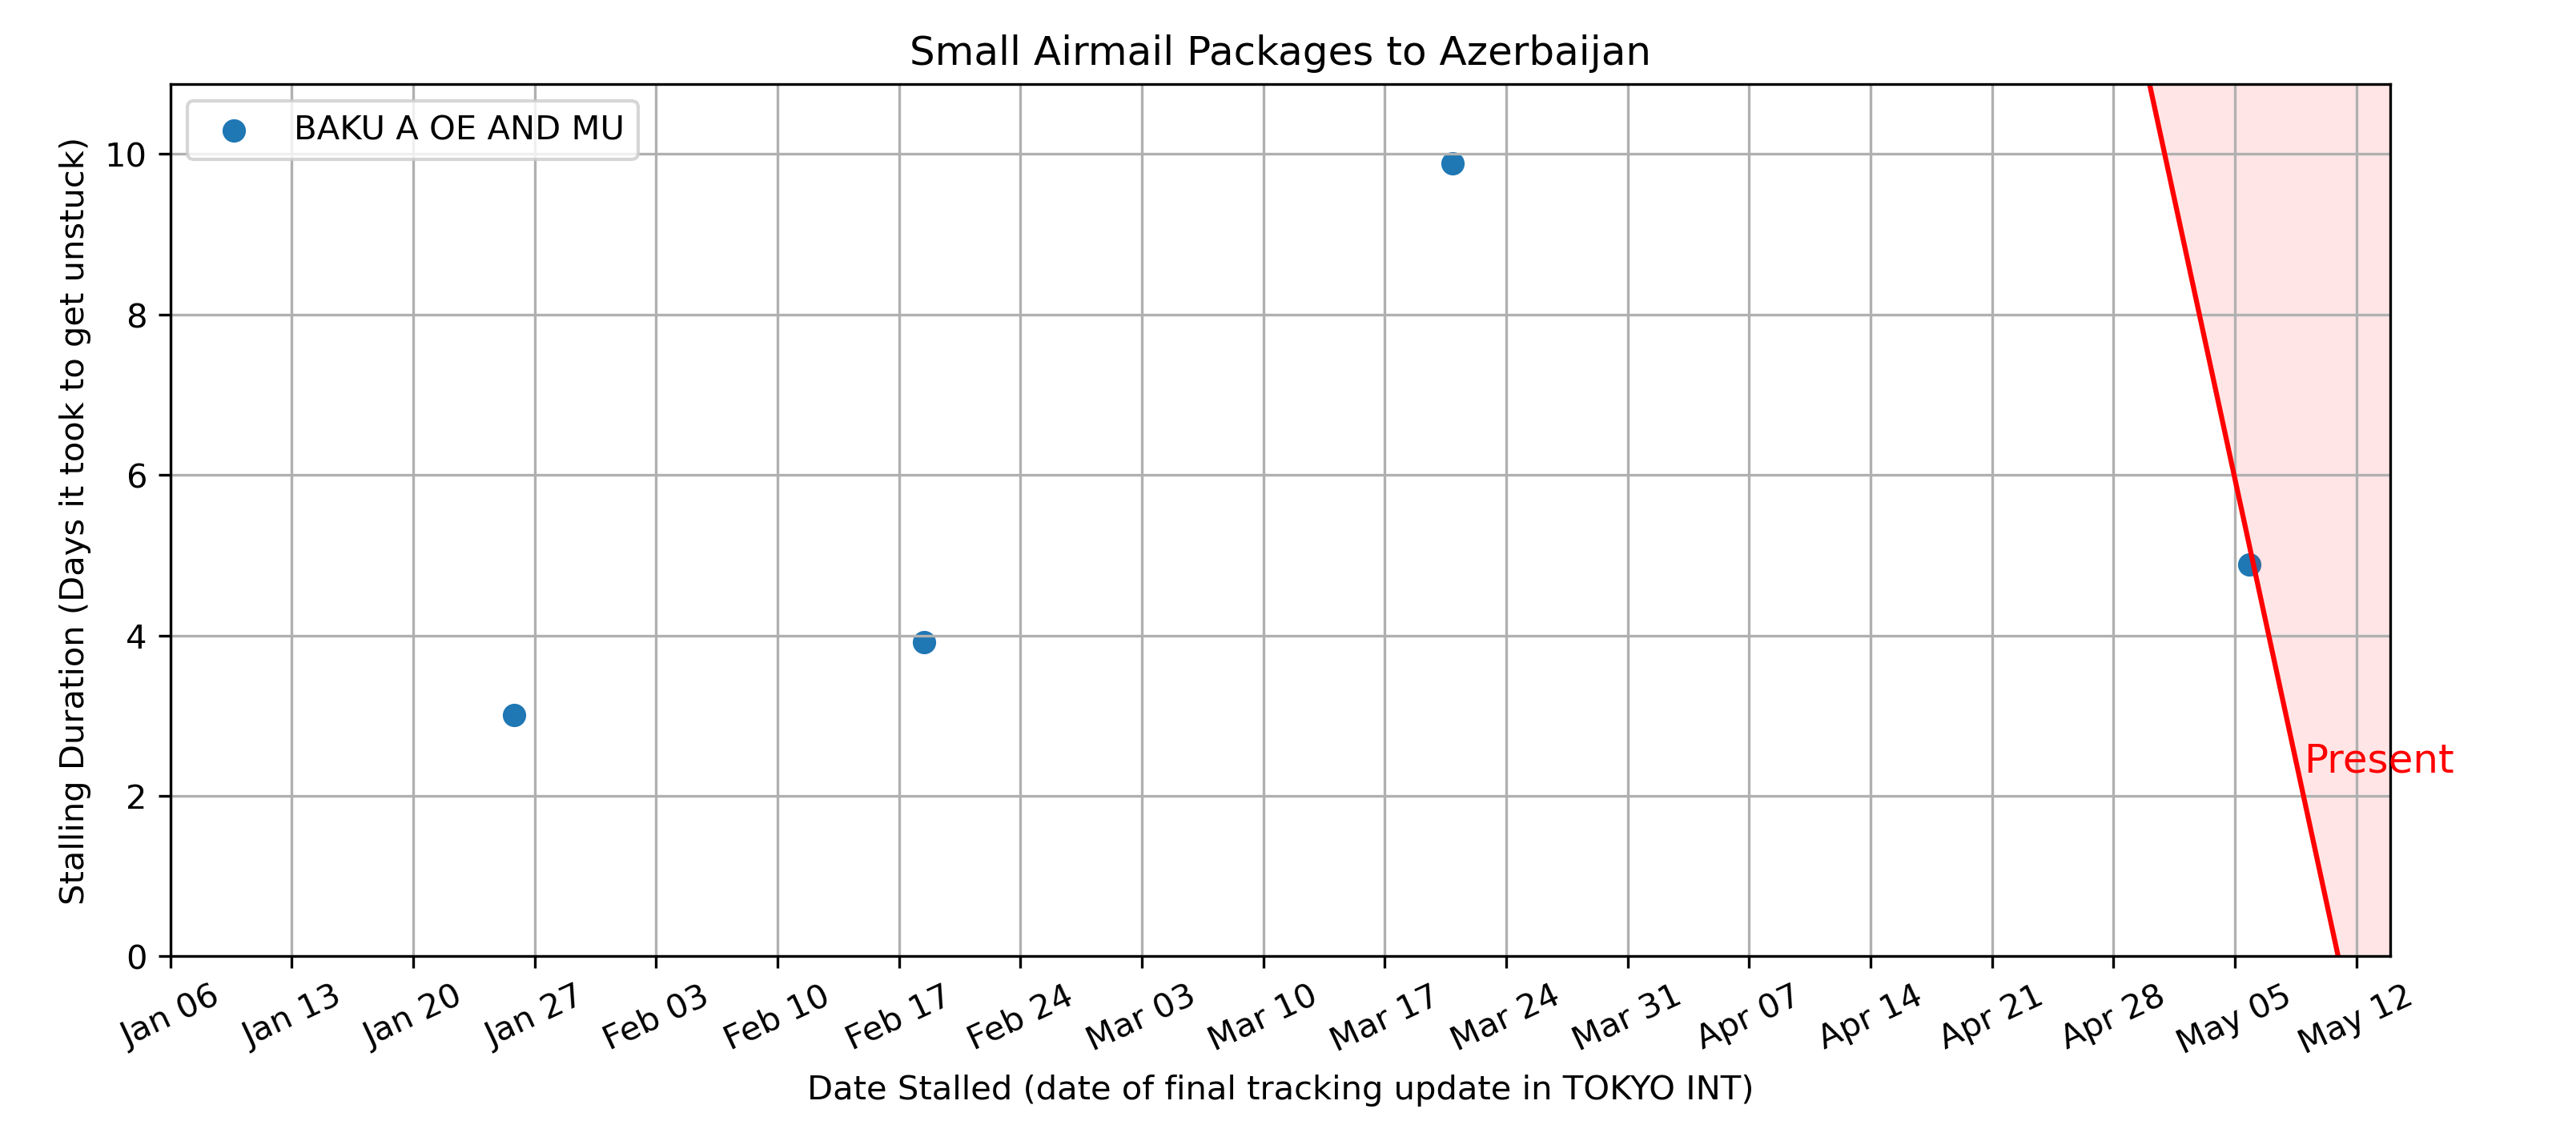 Small Airmail Packages to Azerbaijan
BAKU A OE AND MU
Stalling Duration (Days it took to get unstuck)
10
8
6
4
2
0
Present
Jan 06
Jan 13
Jan 20
Jan 27
Feb 03
Feb 10
Feb 17
Feb 24
Mar 03
Mar 10
Mar 17
Mar 24
Mar 31
Apr 07
Apr 14
Apr 21
Apr 28
May 05
May 12
Date Stalled (date of final tracking update in TOKYO INT)